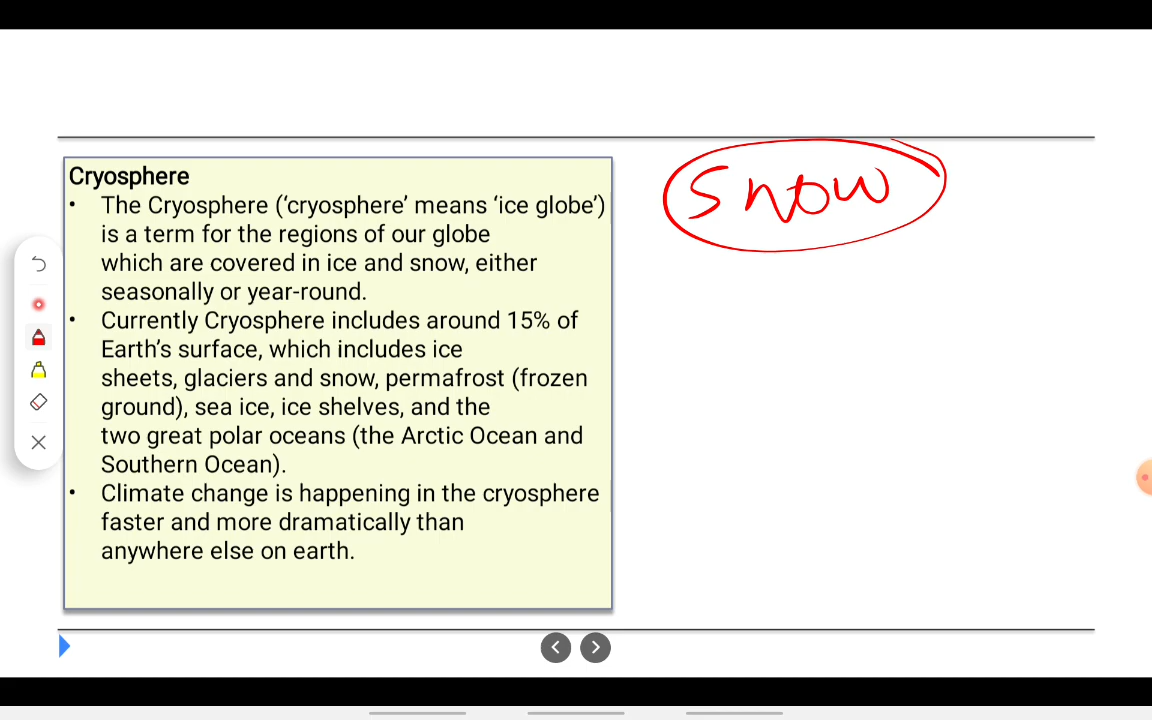 Cryosphere
snow
• The Cryosphere (‘cryosphere’ means ‘ice globe’)
is a term for the regions of our globe
which are covered in ice and snow, either
seasonally or year-round.
• Currently Cryosphere includes around 15% of
Earth’s surface, which includes ice
sheets, glaciers and snow, permafrost (frozen
ground), sea ice, ice shelves, and the
two great polar oceans (the Arctic Ocean and
Southern Ocean).
• Climate change is happening in the cryosphere
faster and more dramatically than
anywhere else on earth.